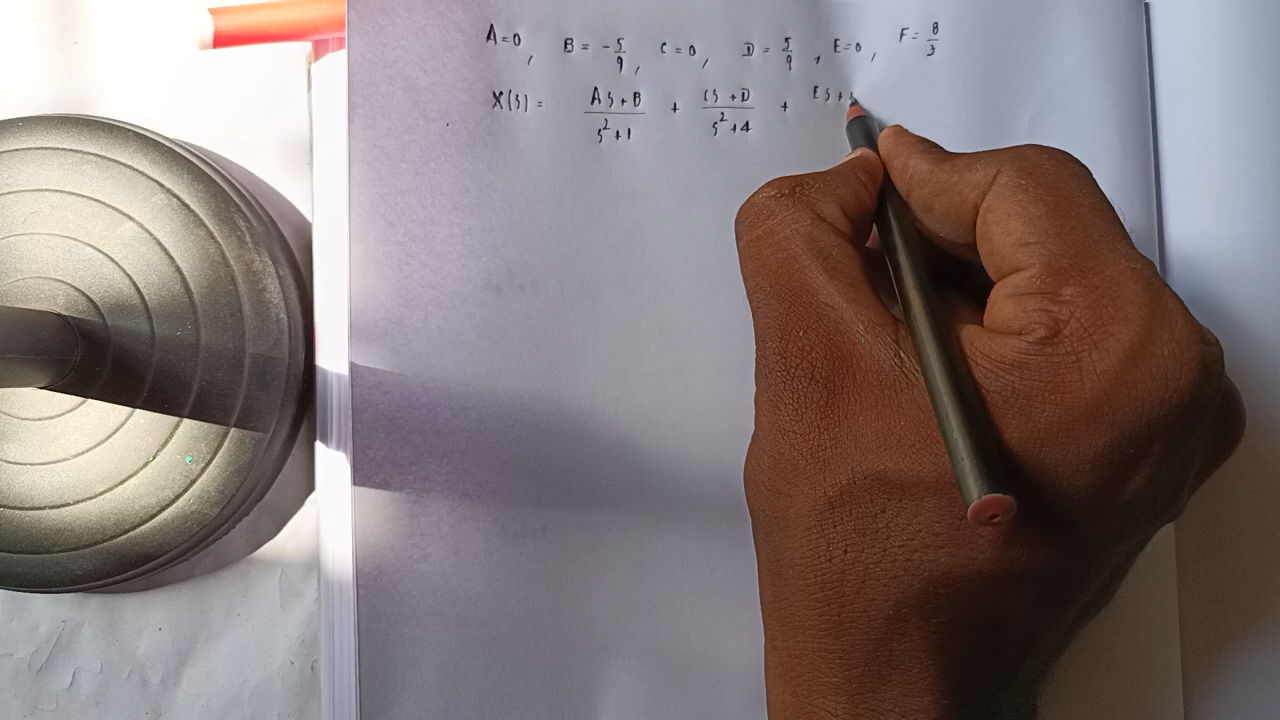 A=0, B = -5/9, C=0, D = 5/9, E=0, F= 8/3
X(s) = As+B/s²+1 + Cs+D/s²+4 + Es+